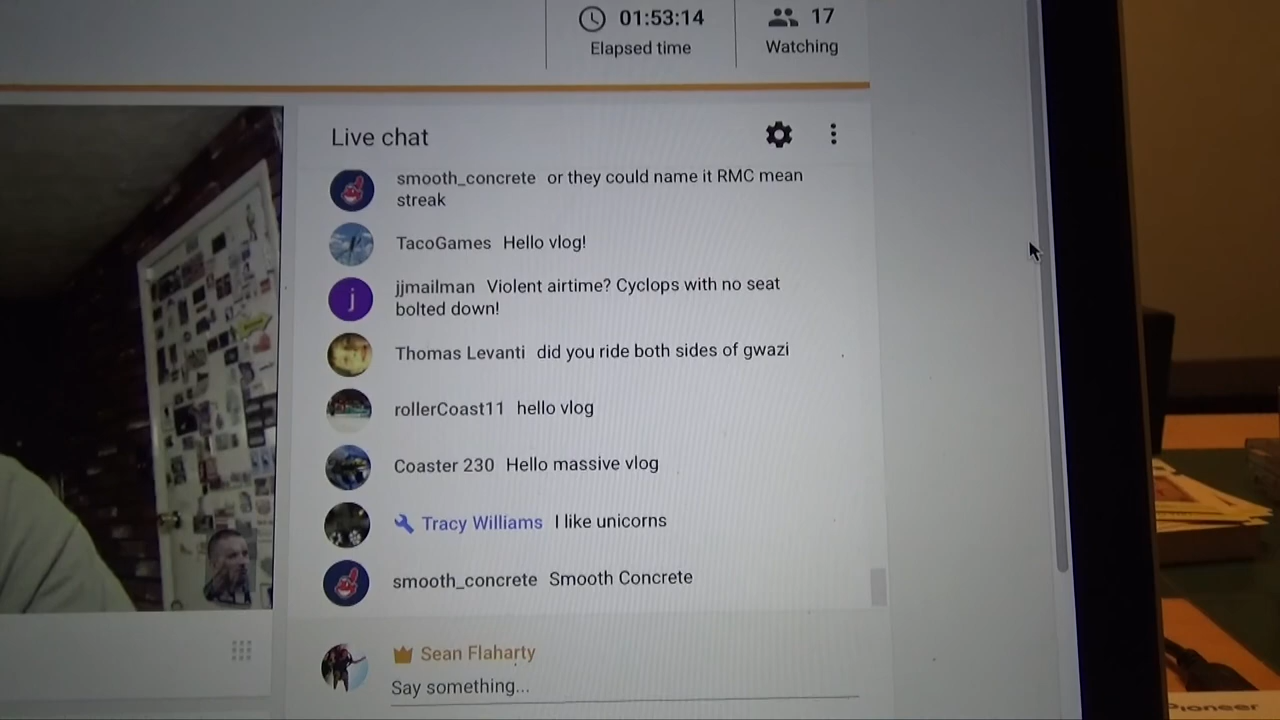 01:53:14
Elapsed time
17
Watching
Live chat
smooth_concrete or they could name it RMC mean
streak
TacoGames Hello vlog!
jjmailman Violent airtime? Cyclops with no seat
bolted down!
j
Thomas Levanti did you ride both sides of gwazi
rollerCoast11 hello vlog
Coaster 230 Hello massive vlog
Tracy Williams I like unicorns
smooth_concrete Smooth Concrete
Sean Flaharty
Say something...
Pioneer